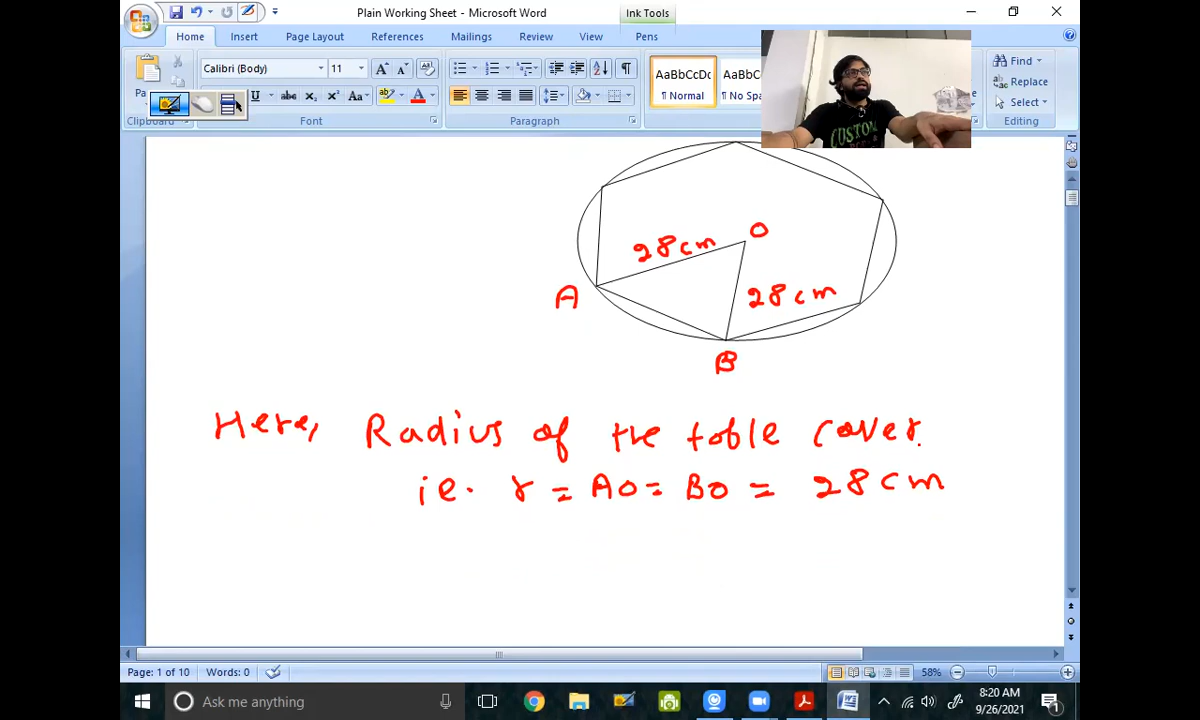 Plain Working Sheet - Microsoft Word
Ink Tools
Home Insert Page Layout References Mailings Review View Pens
Calibri (Body) 11
AaBbCcDc
¶ Normal
AaBb
¶ No Spa
Find
Replace
Select
Clipboard Font Paragraph Editing
CUSTOM
28cm O
A 28cm
B
Here, Radius of the table cover.
ie. r = AO = BO = 28cm
Page: 1 of 10 Words: 0 58%
Ask me anything
8:20 AM
9/26/2021